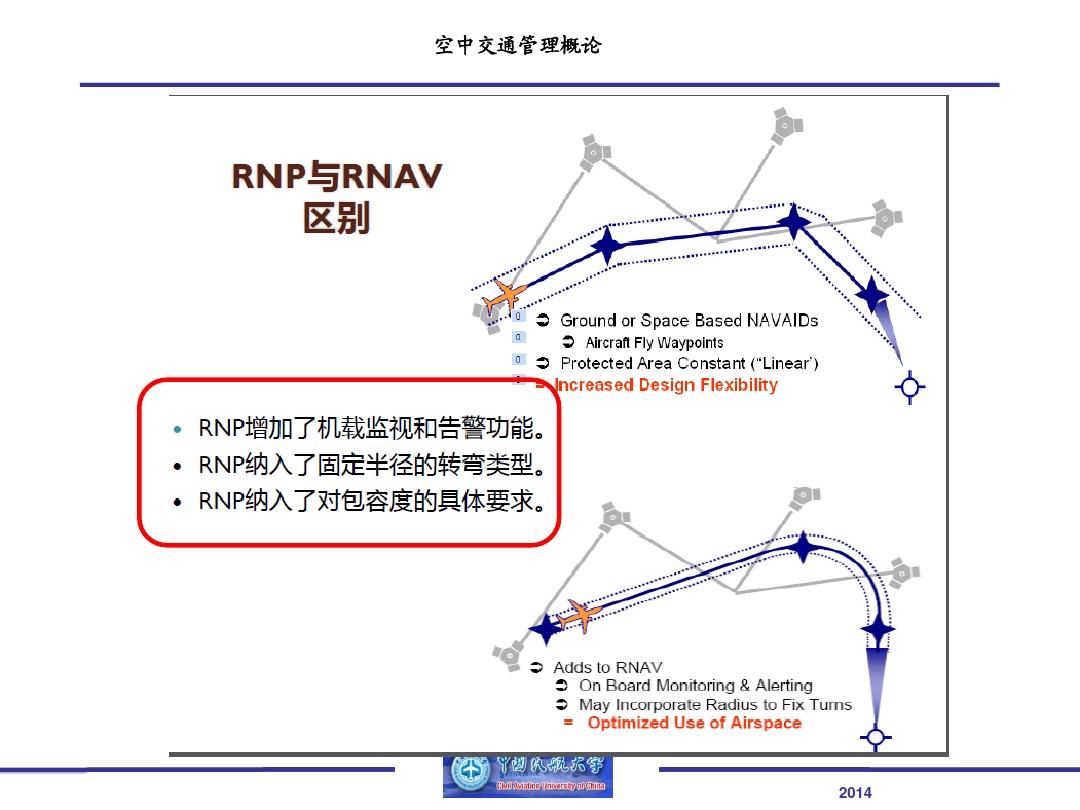 空中交通管理概论
RNP与RNAV
区别
Ground or Space Based NAVAIDs
Aircraft Fly Waypoints
Protected Area Constant (“Linear’)
= Increased Design Flexibility
• RNP增加了机载监视和告警功能。
• RNP纳入了固定半径的转弯类型。
• RNP纳入了对包容度的具体要求。
Adds to RNAV
On Board Monitoring & Alerting
May Incorporate Radius to Fix Turns
= Optimized Use of Airspace
中国民航大学
Civil Aviation University of China
2014